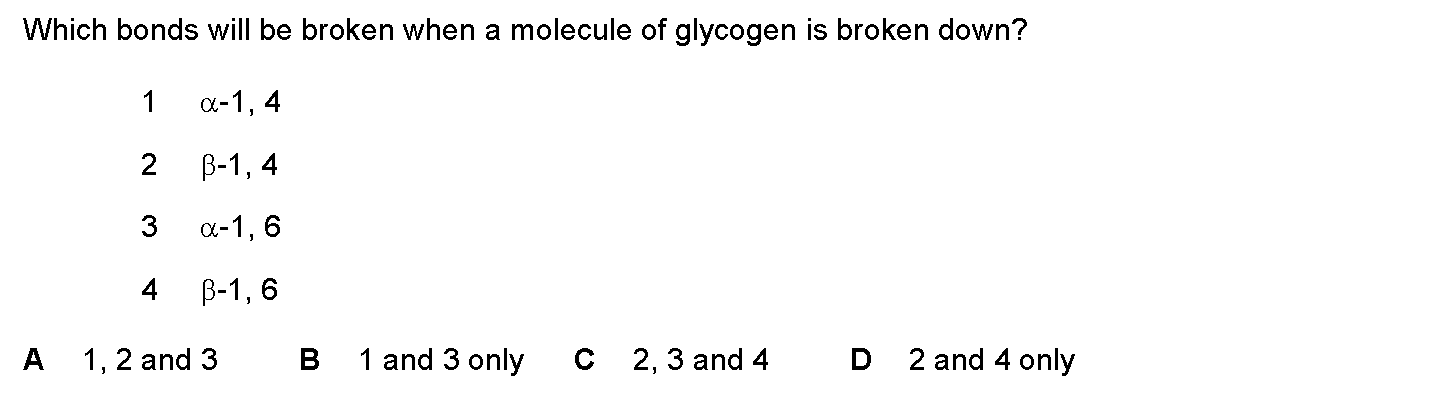 Which bonds will be broken when a molecule of glycogen is broken down?
1 α-1, 4
2 β-1, 4
3 α-1, 6
4 β-1, 6
A 1, 2 and 3 B 1 and 3 only C 2, 3 and 4 D 2 and 4 only